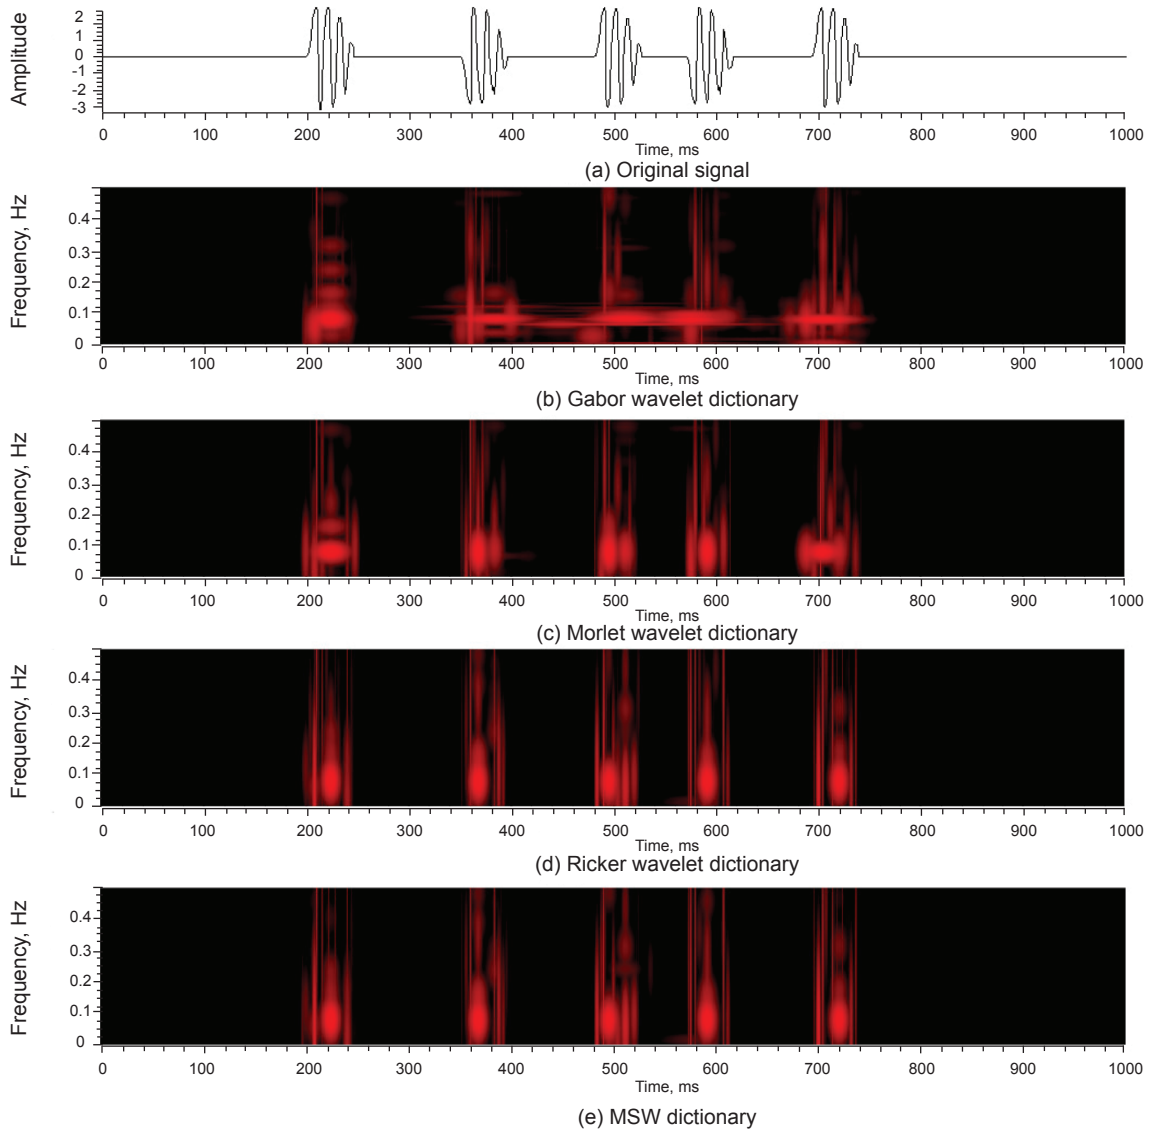 Amplitude
2
1
0
-1
-2
-3
0 100 200 300 400 500 600 700 800 900 1000
Time, ms
(a) Original signal
Frequency, Hz
0.4
0.3
0.2
0.1
0
0 100 200 300 400 500 600 700 800 900 1000
Time, ms
(b) Gabor wavelet dictionary
Frequency, Hz
0.4
0.3
0.2
0.1
0
0 100 200 300 400 500 600 700 800 900 1000
Time, ms
(c) Morlet wavelet dictionary
Frequency, Hz
0.4
0.3
0.2
0.1
0
0 100 200 300 400 500 600 700 800 900 1000
Time, ms
(d) Ricker wavelet dictionary
Frequency, Hz
0.4
0.3
0.2
0.1
0
0 100 200 300 400 500 600 700 800 900 1000
Time, ms
(e) MSW dictionary